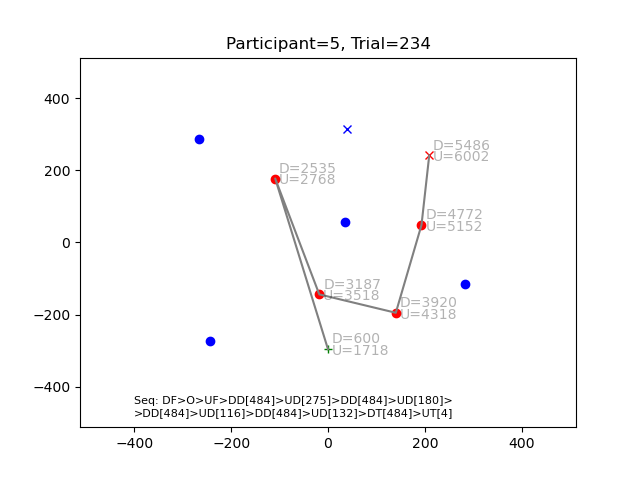 Participant=5, Trial=234
400
200
0
−200
−400
−400
−200
0
200
400
D=5486
U=6002
D=2535
U=2768
D=4772
U=5152
D=3187
U=3518
D=3920
U=4318
D=600
U=1718
Seq: DF>O>UF>DD[484]>UD[275]>DD[484]>UD[180]>
>DD[484]>UD[116]>DD[484]>UD[132]>DT[484]>UT[4]